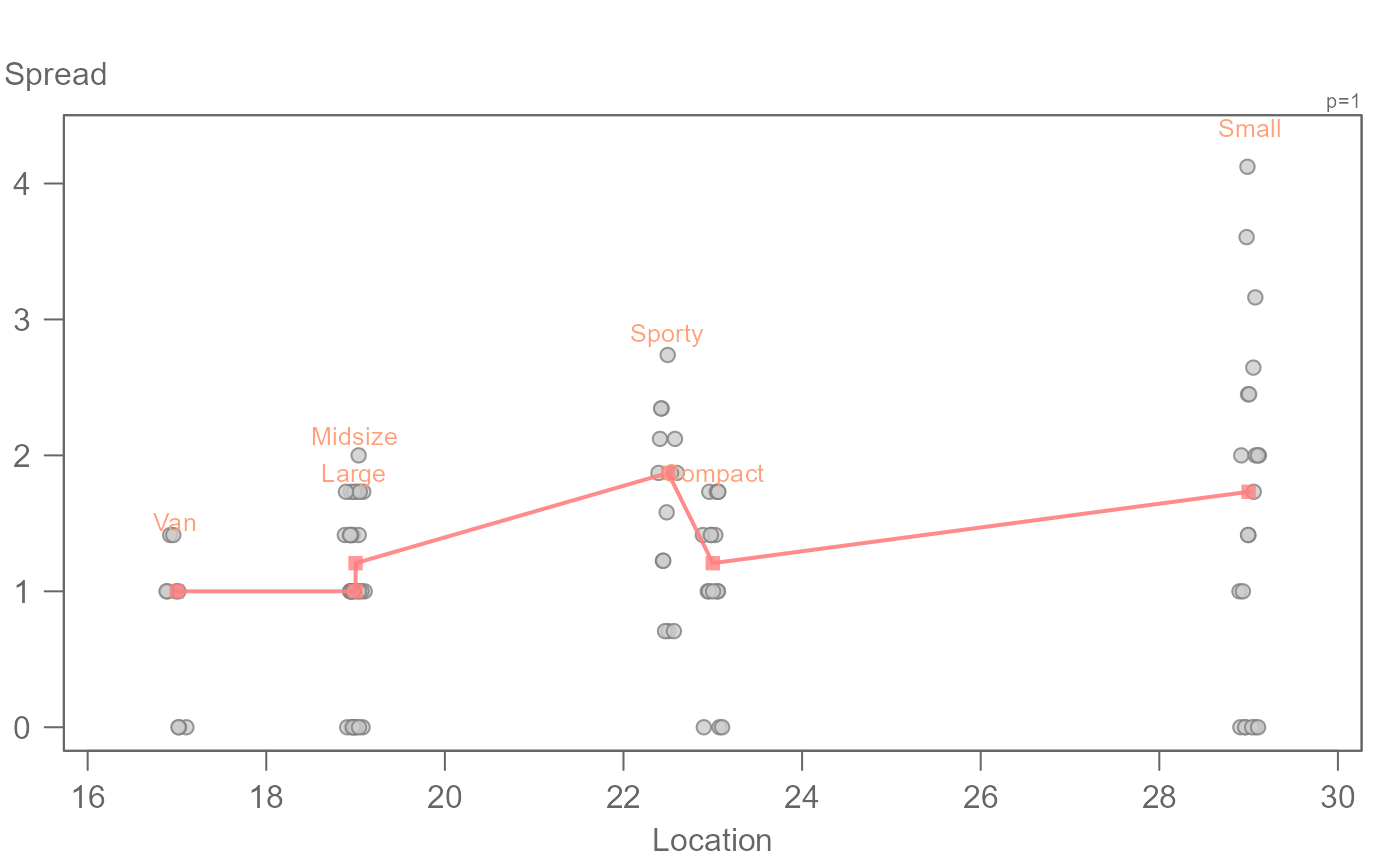 Spread
p=1
Small
4
3
Sporty
Midsize
2
Large
ompact
Van
1
0
16 18 20 22 24 26 28 30
Location